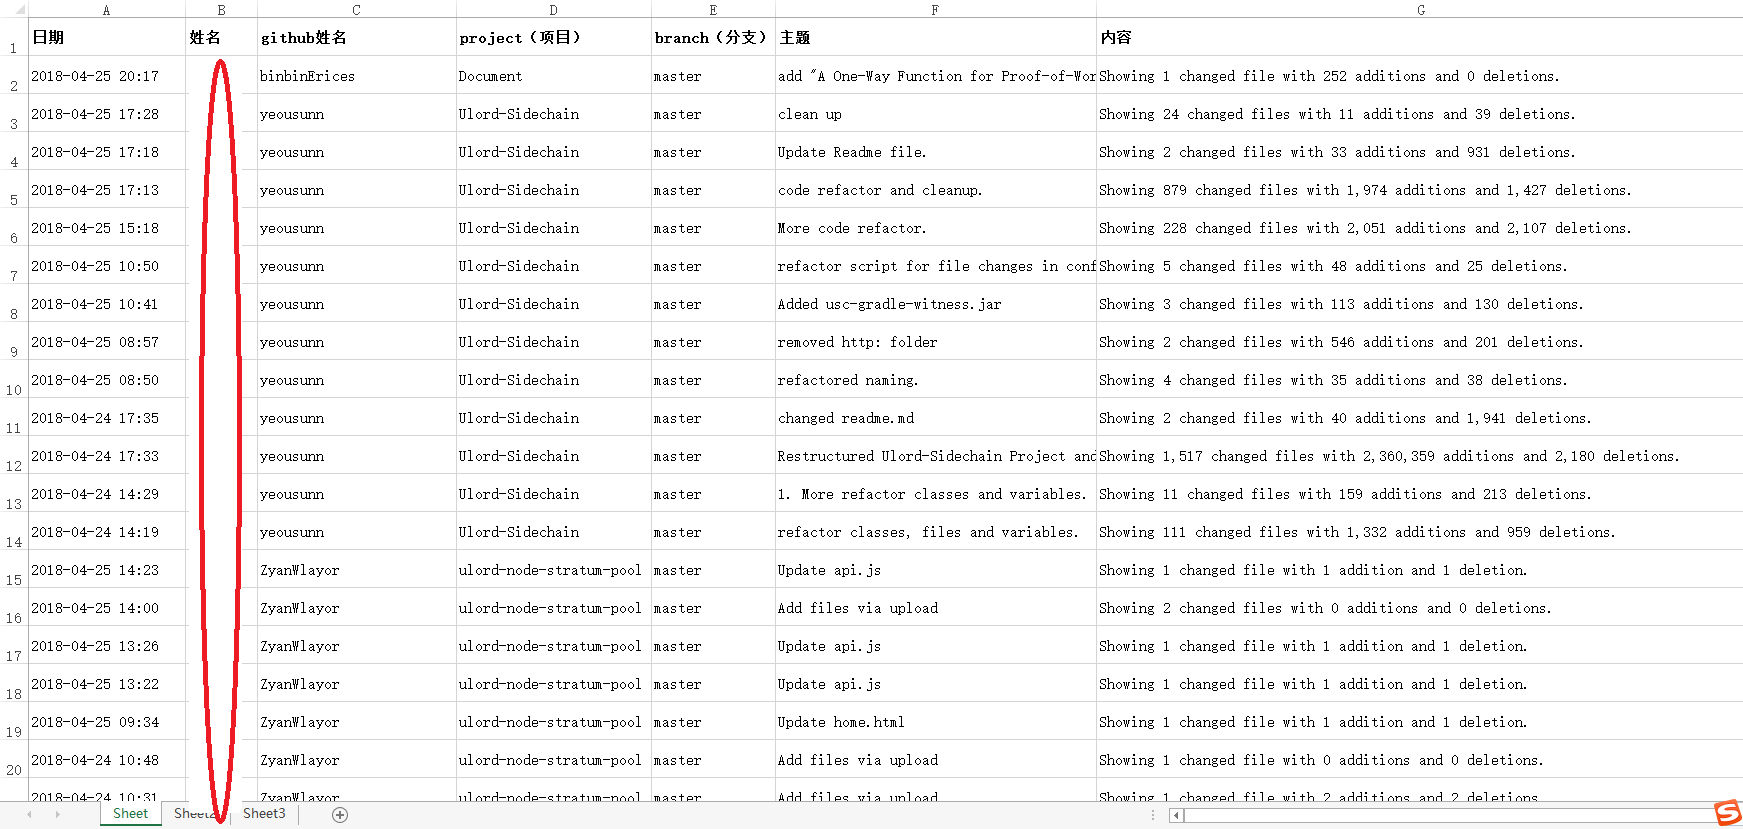 A B C D E F G
1 日期 姓名 github姓名 project（项目） branch（分支） 主题 内容
2 2018-04-25 20:17 binbinErices Document master add "A One-Way Function for Proof-of-Wor Showing 1 changed file with 252 additions and 0 deletions.
3 2018-04-25 17:28 yeousunn Ulord-Sidechain master clean up Showing 24 changed files with 11 additions and 39 deletions.
4 2018-04-25 17:18 yeousunn Ulord-Sidechain master Update Readme file. Showing 2 changed files with 33 additions and 931 deletions.
5 2018-04-25 17:13 yeousunn Ulord-Sidechain master code refactor and cleanup. Showing 879 changed files with 1,974 additions and 1,427 deletions.
6 2018-04-25 15:18 yeousunn Ulord-Sidechain master More code refactor. Showing 228 changed files with 2,051 additions and 2,107 deletions.
7 2018-04-25 10:50 yeousunn Ulord-Sidechain master refactor script for file changes in conf Showing 5 changed files with 48 additions and 25 deletions.
8 2018-04-25 10:41 yeousunn Ulord-Sidechain master Added usc-gradle-witness.jar Showing 3 changed files with 113 additions and 130 deletions.
9 2018-04-25 08:57 yeousunn Ulord-Sidechain master removed http: folder Showing 2 changed files with 546 additions and 201 deletions.
10 2018-04-25 08:50 yeousunn Ulord-Sidechain master refactored naming. Showing 4 changed files with 35 additions and 38 deletions.
11 2018-04-24 17:35 yeousunn Ulord-Sidechain master changed readme.md Showing 2 changed files with 40 additions and 1,941 deletions.
12 2018-04-24 17:33 yeousunn Ulord-Sidechain master Restructured Ulord-Sidechain Project and Showing 1,517 changed files with 2,360,359 additions and 2,180 deletions.
13 2018-04-24 14:29 yeousunn Ulord-Sidechain master 1. More refactor classes and variables. Showing 11 changed files with 159 additions and 213 deletions.
14 2018-04-24 14:19 yeousunn Ulord-Sidechain master refactor classes, files and variables. Showing 111 changed files with 1,332 additions and 959 deletions.
15 2018-04-25 14:23 ZyanWlayor ulord-node-stratum-pool master Update api.js Showing 1 changed file with 1 addition and 1 deletion.
16 2018-04-25 14:00 ZyanWlayor ulord-node-stratum-pool master Add files via upload Showing 2 changed files with 0 additions and 0 deletions.
17 2018-04-25 13:26 ZyanWlayor ulord-node-stratum-pool master Update api.js Showing 1 changed file with 1 addition and 1 deletion.
18 2018-04-25 13:22 ZyanWlayor ulord-node-stratum-pool master Update api.js Showing 1 changed file with 1 addition and 1 deletion.
19 2018-04-25 09:34 ZyanWlayor ulord-node-stratum-pool master Update home.html Showing 1 changed file with 1 addition and 1 deletion.
20 2018-04-24 10:48 ZyanWlayor ulord-node-stratum-pool master Add files via upload Showing 1 changed file with 0 additions and 0 deletions.
2018-04-24 10:31 ZyanWlayor ulord-node-stratum-pool master Add files via upload Showing 1 changed file with 2 additions and 2 deletions.
Sheet Sheet2 Sheet3
S